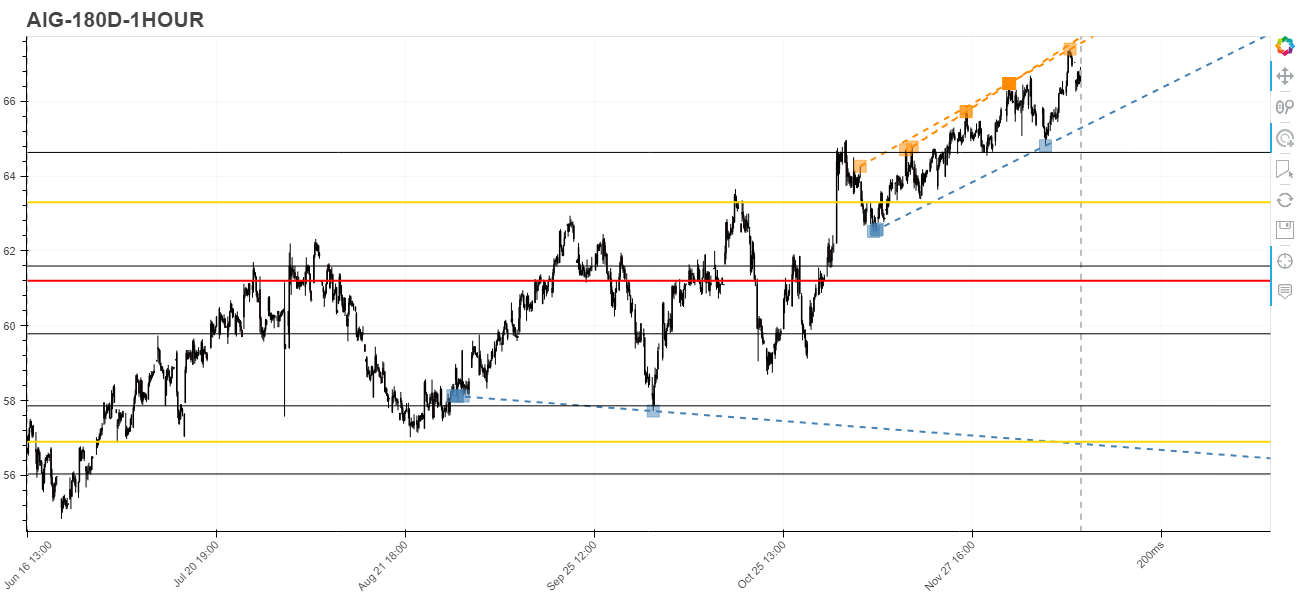 AIG-180D-1HOUR
66
64
62
60
58
56
Jun 16 13:00
Jul 20 19:00
Aug 21 18:00
Sep 25 12:00
Oct 25 13:00
Nov 27 16:00
200ms